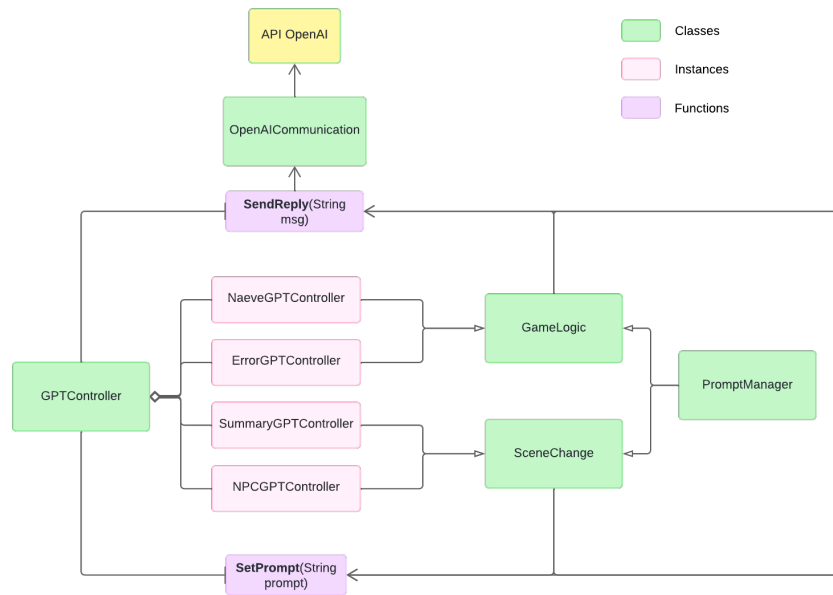 API OpenAI
Classes
Instances
Functions
OpenAICommunication
SendReply(String
msg)
NaeveGPTController
GameLogic
ErrorGPTController
PromptManager
GPTController
SummaryGPTController
SceneChange
NPCGPTController
SetPrompt(String
prompt)